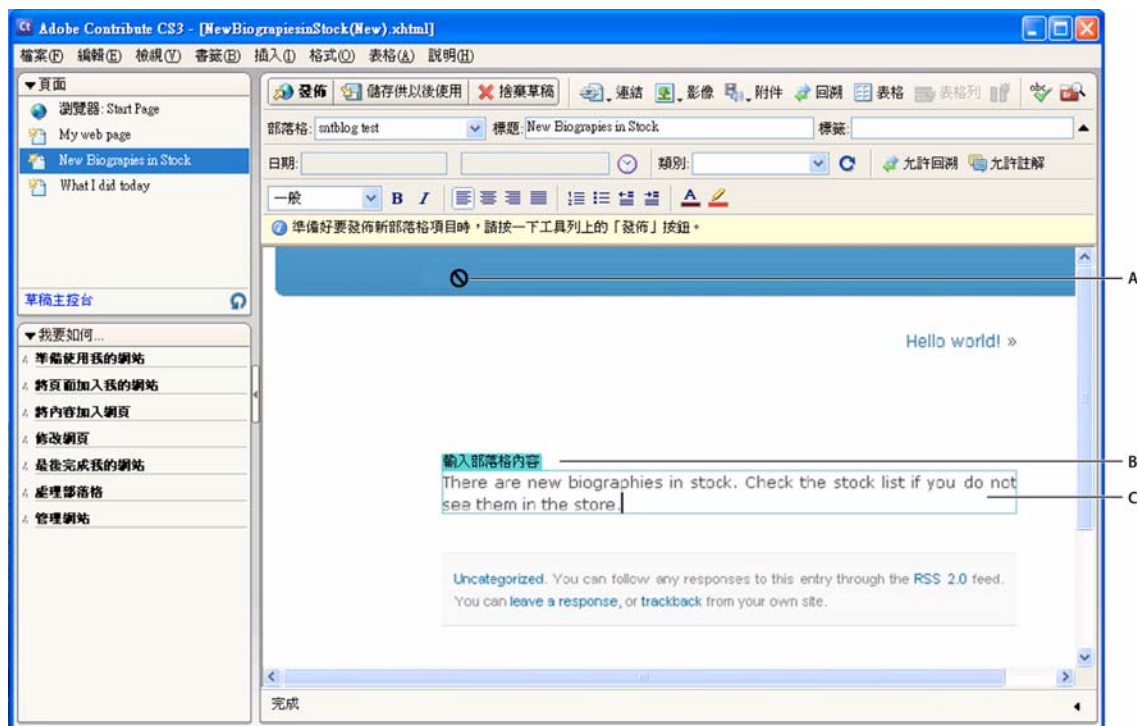 Ct Adobe Contribute CS3 - [NewBiograpiesinStock(New).xhtml]
檔案(F) 編輯(E) 檢視(V) 書籤(B) 插入(I) 格式(O) 表格(A) 說明(H)
頁面
瀏覽器: Start Page
My web page
New Biograpies in Stock
What I did today
草稿主控台
我要如何...
準備使用我的網站
將頁面加入我的網站
將內容加入網頁
修改網頁
最後完成我的網站
處理部落格
管理網站
發佈 儲存供以後使用 捨棄草稿 連結 影像 附件 回溯 表格 表格列 abc
部落格: sntblog test 標題: New Biograpies in Stock 標籤:
日期: 類別: 允許回溯 允許註解
一般 B I A
準備好要發佈新部落格項目時，請按一下工具列上的「發佈」按鈕。
A
Hello world! »
輸入部落格內容 B
There are new biographies in stock. Check the stock list if you do not C
see them in the store.
Uncategorized. You can follow any responses to this entry through the RSS 2.0 feed.
You can leave a response, or trackback from your own site.
完成